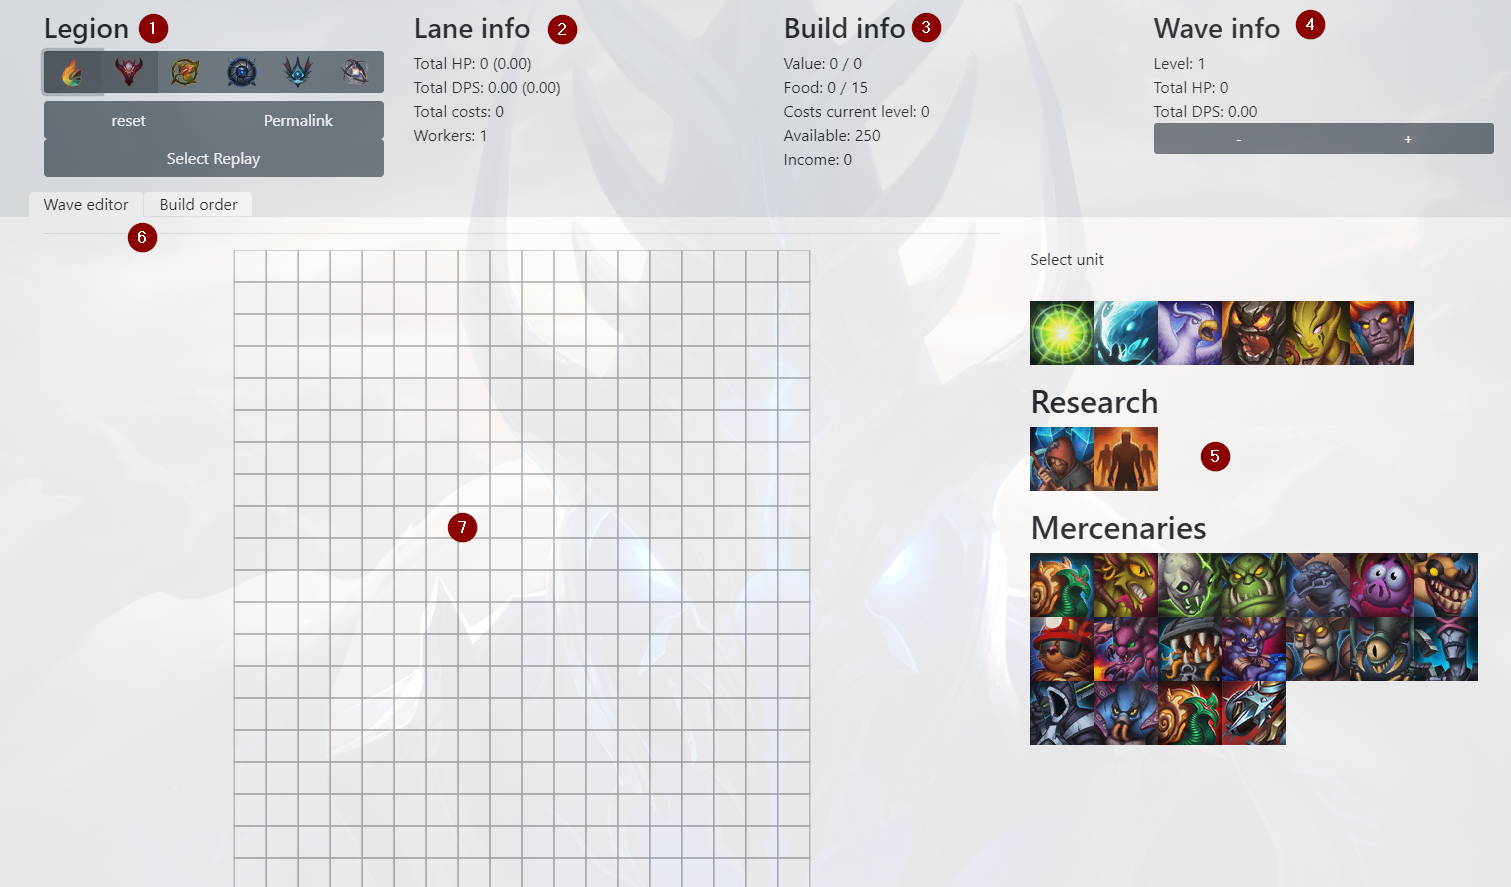 Legion 1
reset Permalink
Select Replay
Lane info 2
Total HP: 0 (0.00)
Total DPS: 0.00 (0.00)
Total costs: 0
Workers: 1
Build info 3
Value: 0 / 0
Food: 0 / 15
Costs current level: 0
Available: 250
Income: 0
Wave info 4
Level: 1
Total HP: 0
Total DPS: 0.00
- +
Wave editor Build order
6
7
Select unit
Research
5
Mercenaries